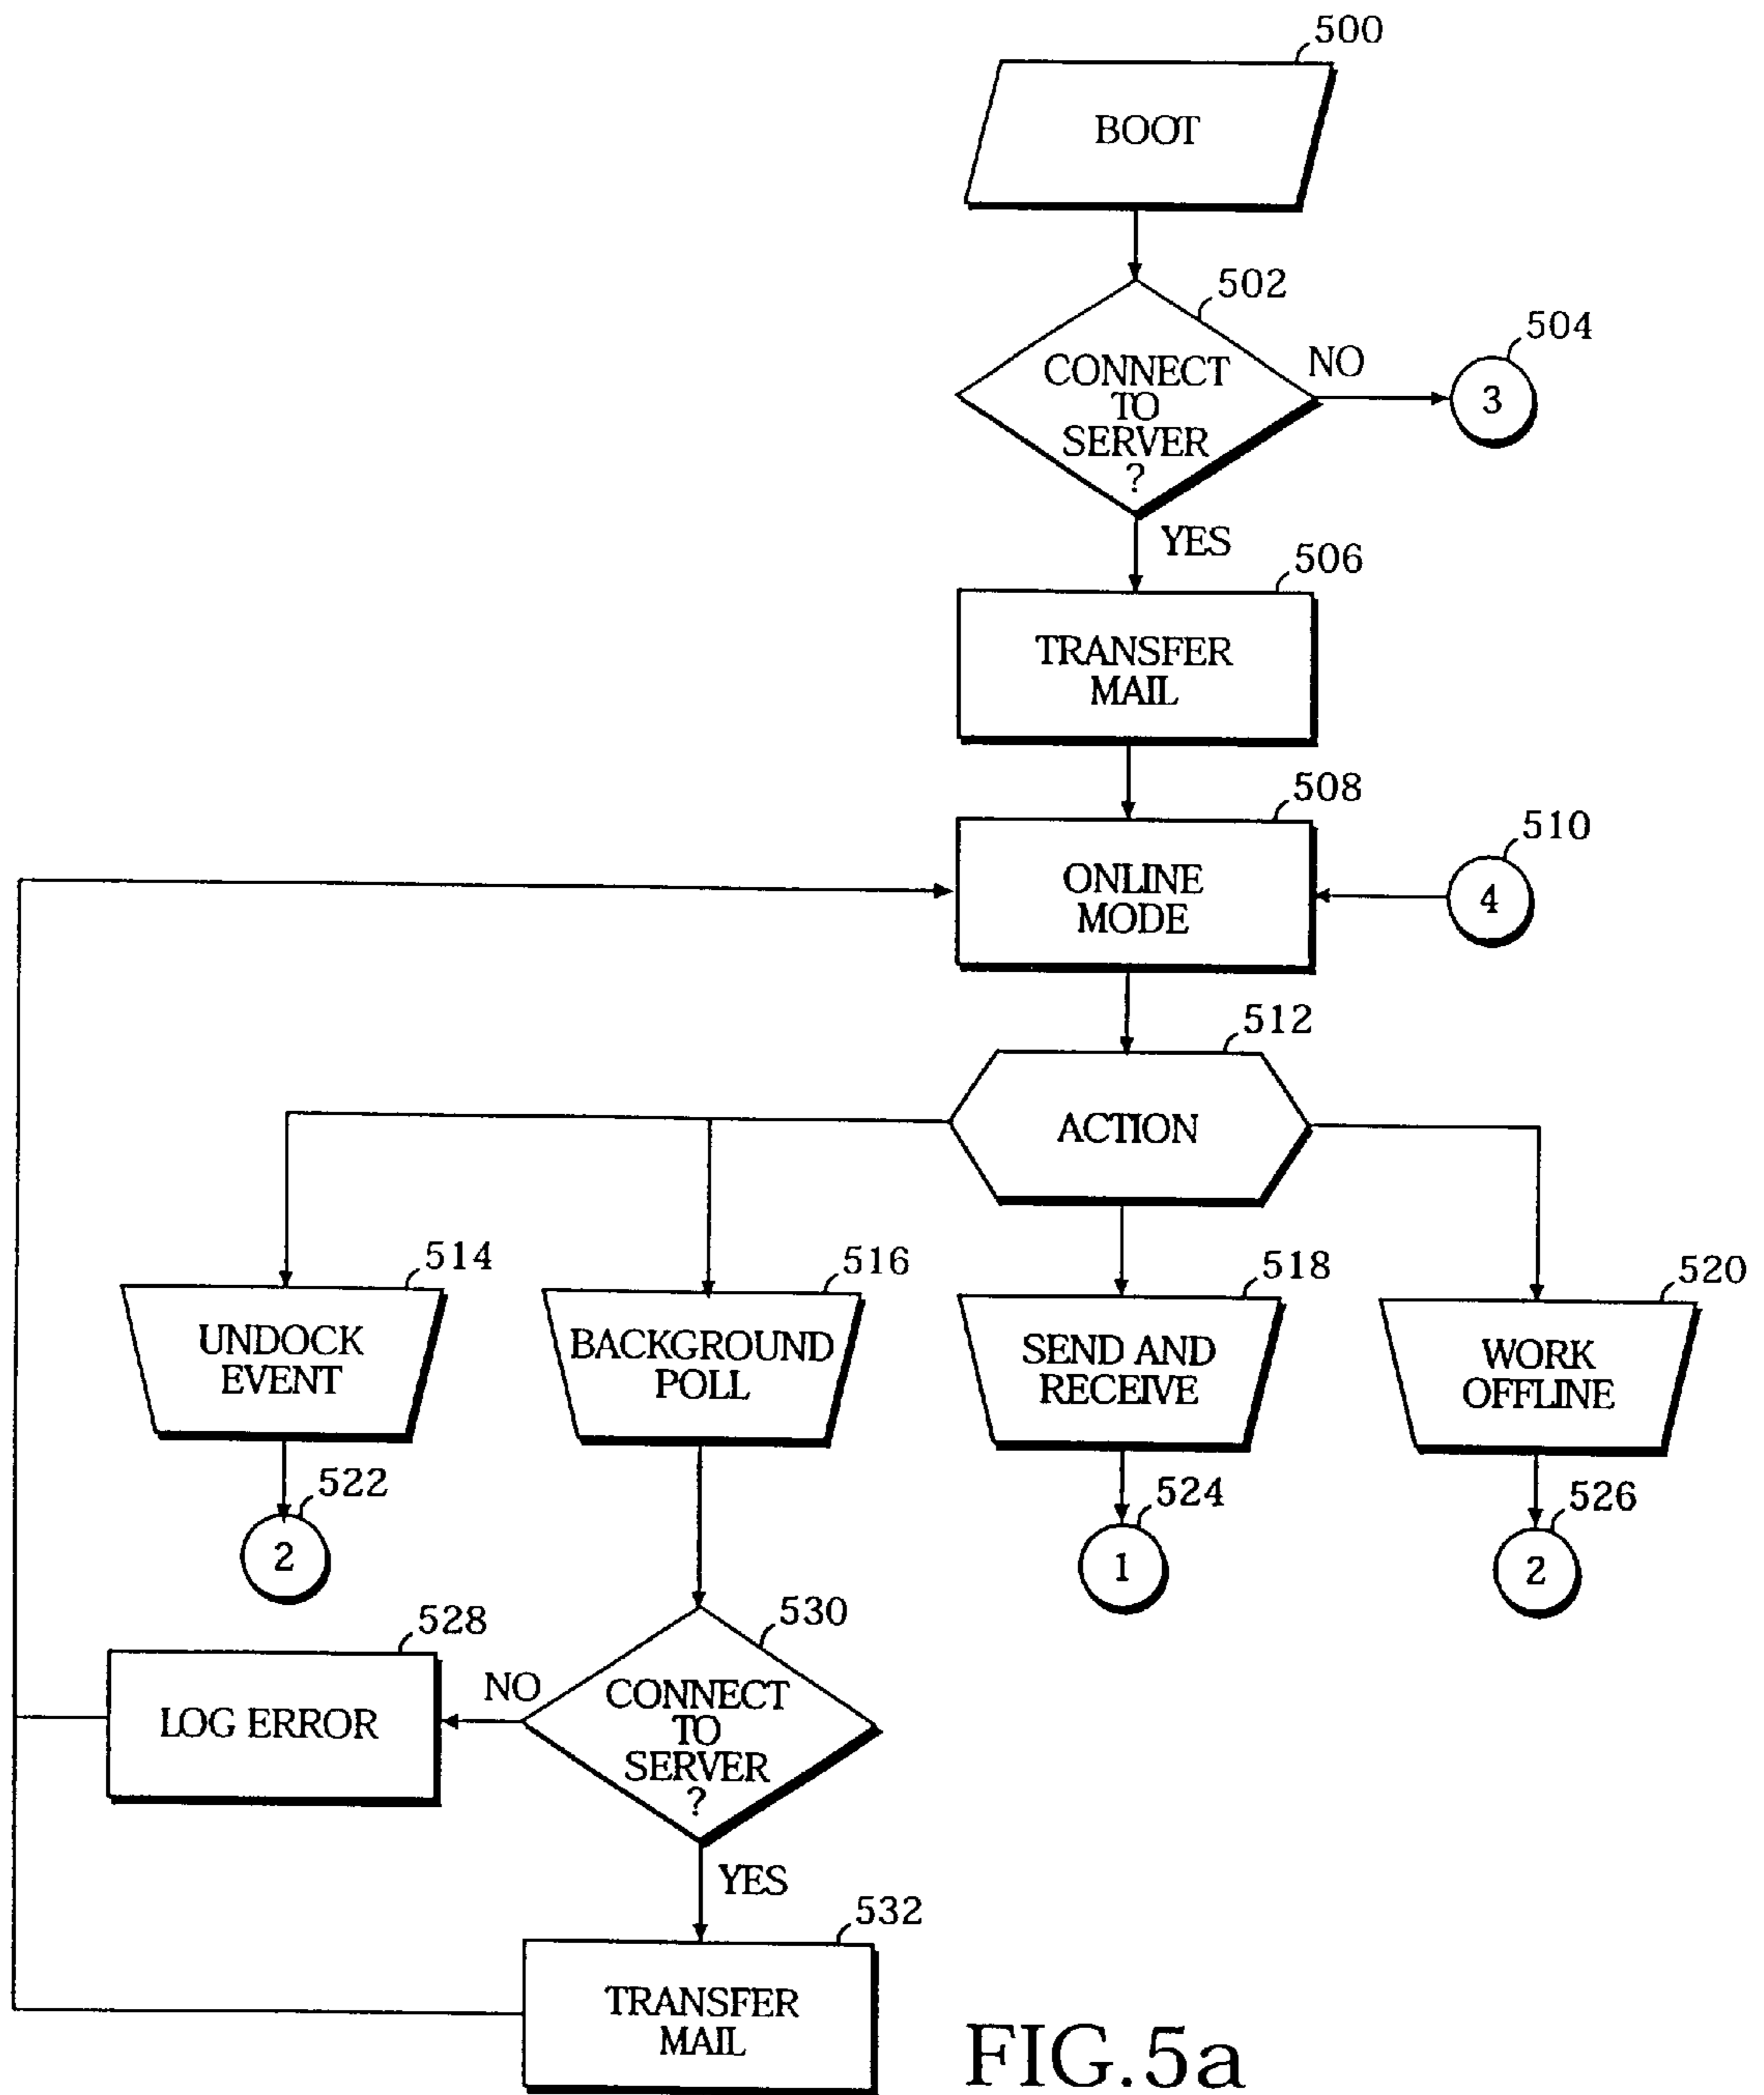 500
BOOT
502
CONNECT
TO
SERVER
?
NO
504
3
YES
506
TRANSFER
MAIL
508
ONLINE
MODE
510
4
512
ACTION
514
UNDOCK
EVENT
516
BACKGROUND
POLL
518
SEND AND
RECEIVE
520
WORK
OFFLINE
522
2
524
1
526
2
528
LOG ERROR
NO
530
CONNECT
TO
SERVER
?
YES
532
TRANSFER
MAIL
FIG.5a